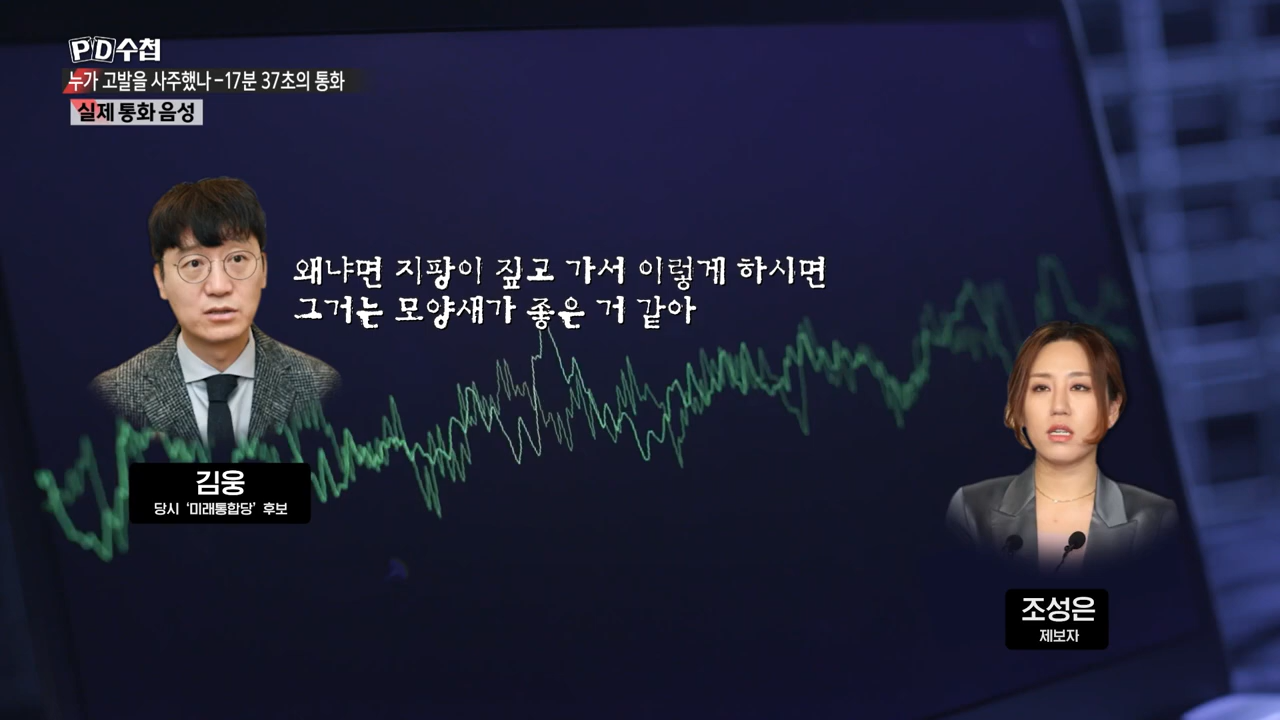 PD수첩
누가 고발을 사주했나-17분 37초의 통화
실제 통화 음성
왜냐면 지팡이 짚고 가서 이렇게 하시면
그거는 모양새가 좋은 거 같아
김웅
당시 '미래통합당' 후보
조성은
제보자